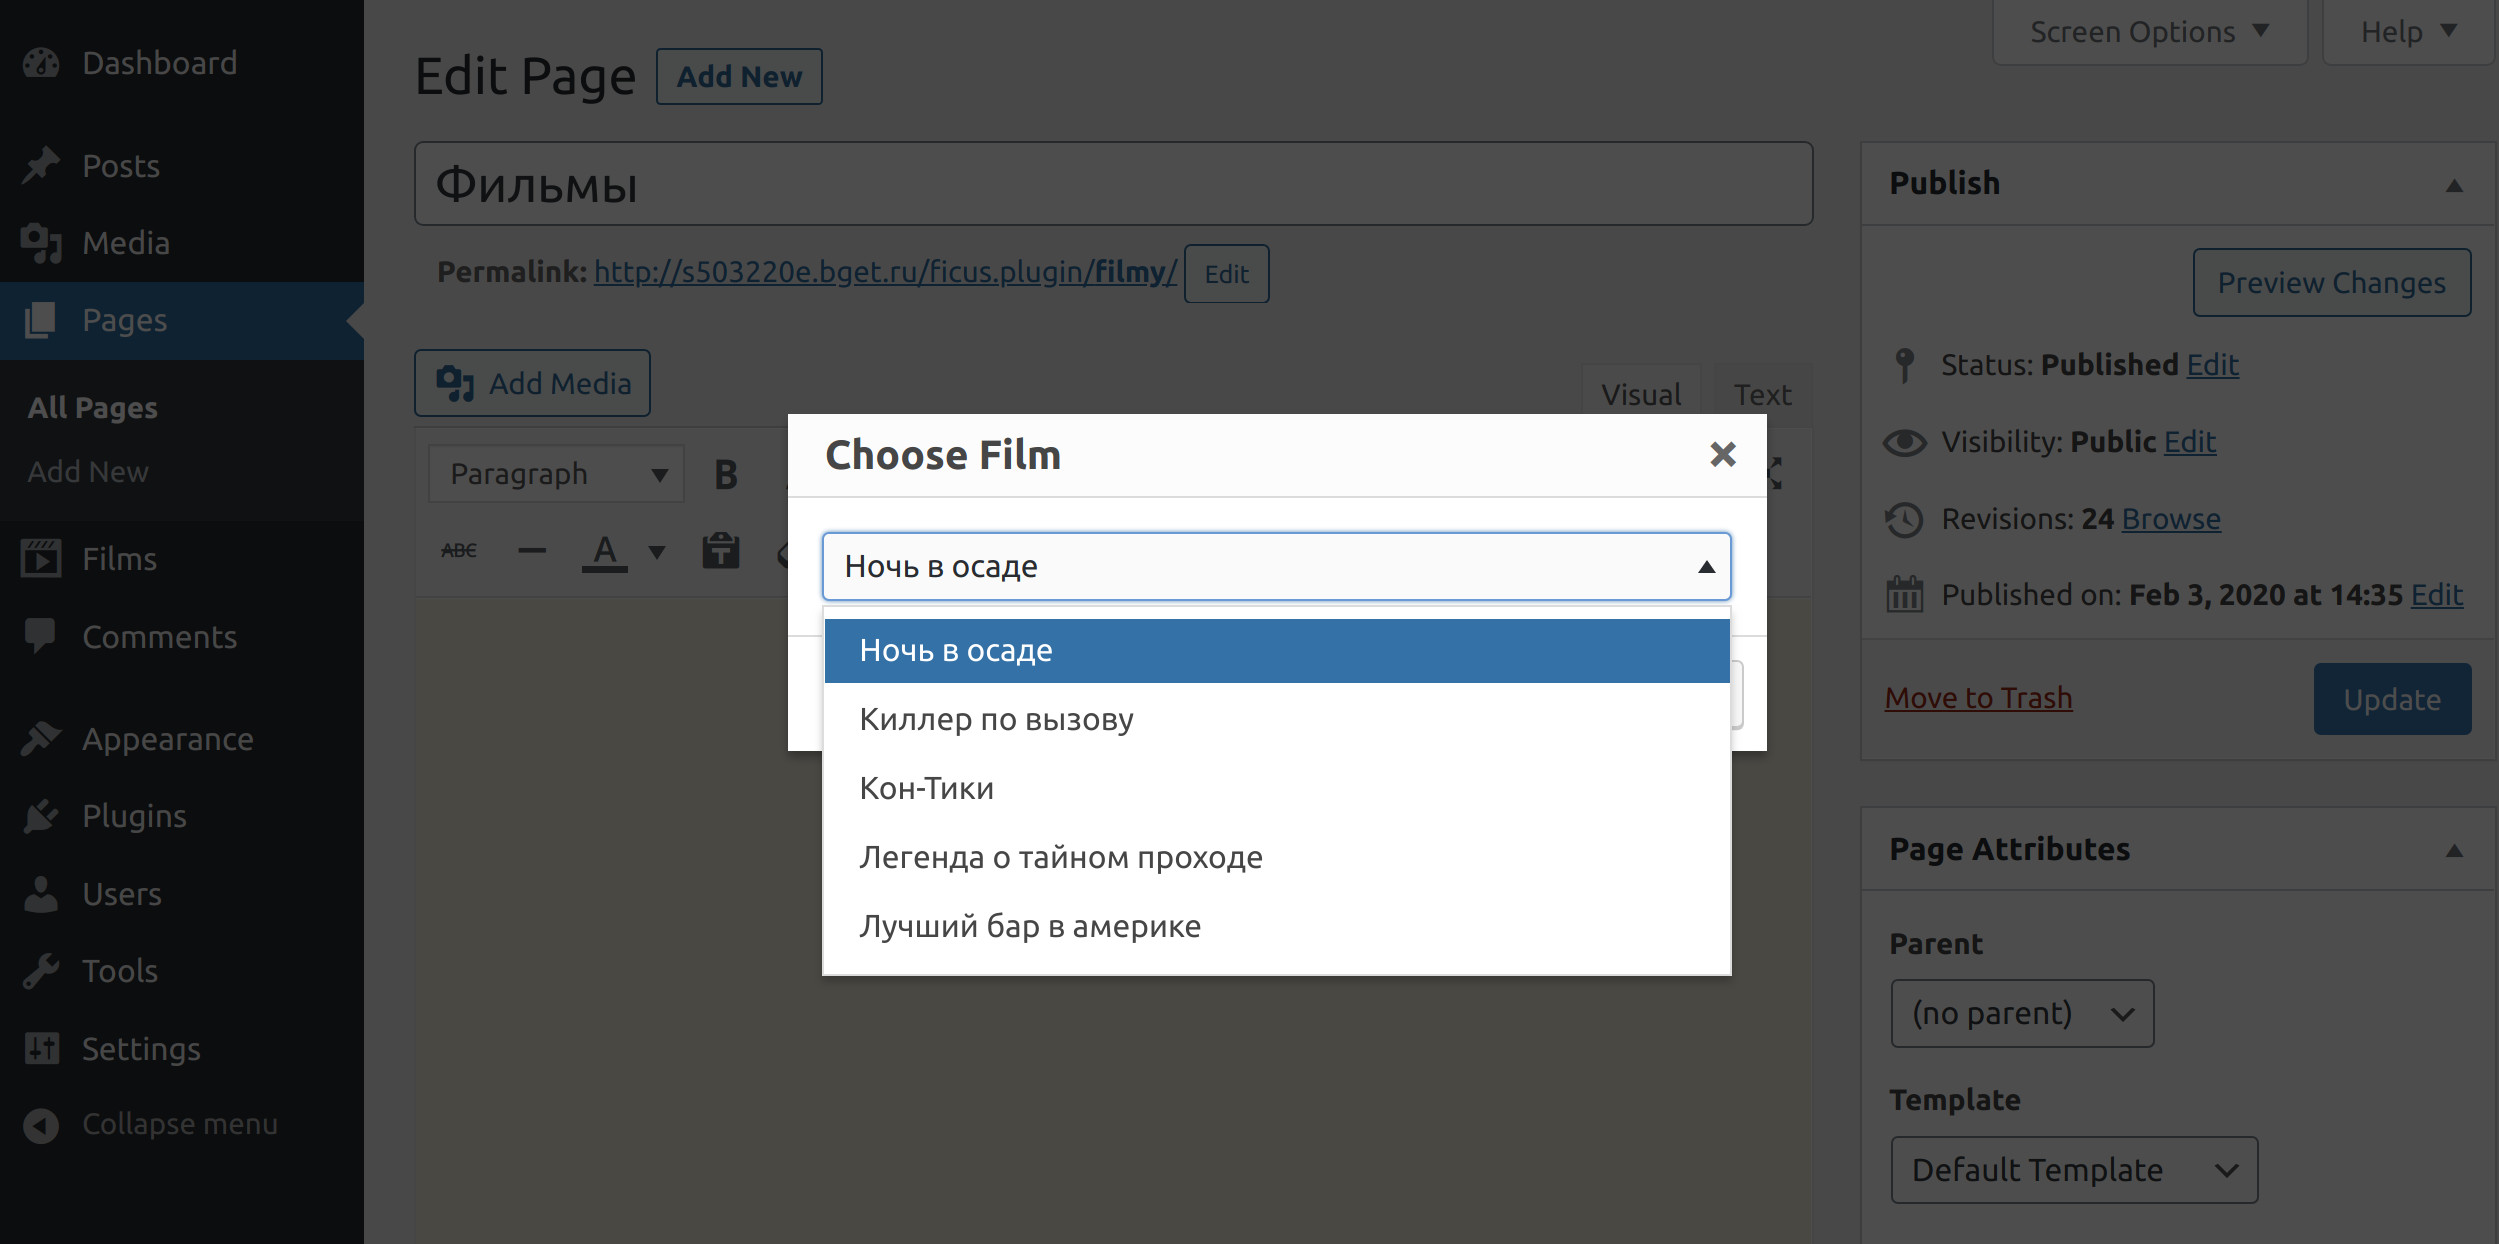 Dashboard
Posts
Media
Pages
All Pages
Add New
Films
Comments
Appearance
Plugins
Users
Tools
Settings
Collapse menu
Screen Options
Help
Edit Page
Add New
Фильмы
Permalink: http://s503220e.bget.ru/ficus.plugin/filmy/ Edit
Add Media
Visual
Text
Paragraph
B
ABC
A
T
Choose Film
Ночь в осаде
Ночь в осаде
Киллер по вызову
Кон-Тики
Легенда о тайном проходе
Лучший бар в америке
Publish
Preview Changes
Status: Published Edit
Visibility: Public Edit
Revisions: 24 Browse
Published on: Feb 3, 2020 at 14:35 Edit
Move to Trash
Update
Page Attributes
Parent
(no parent)
Template
Default Template